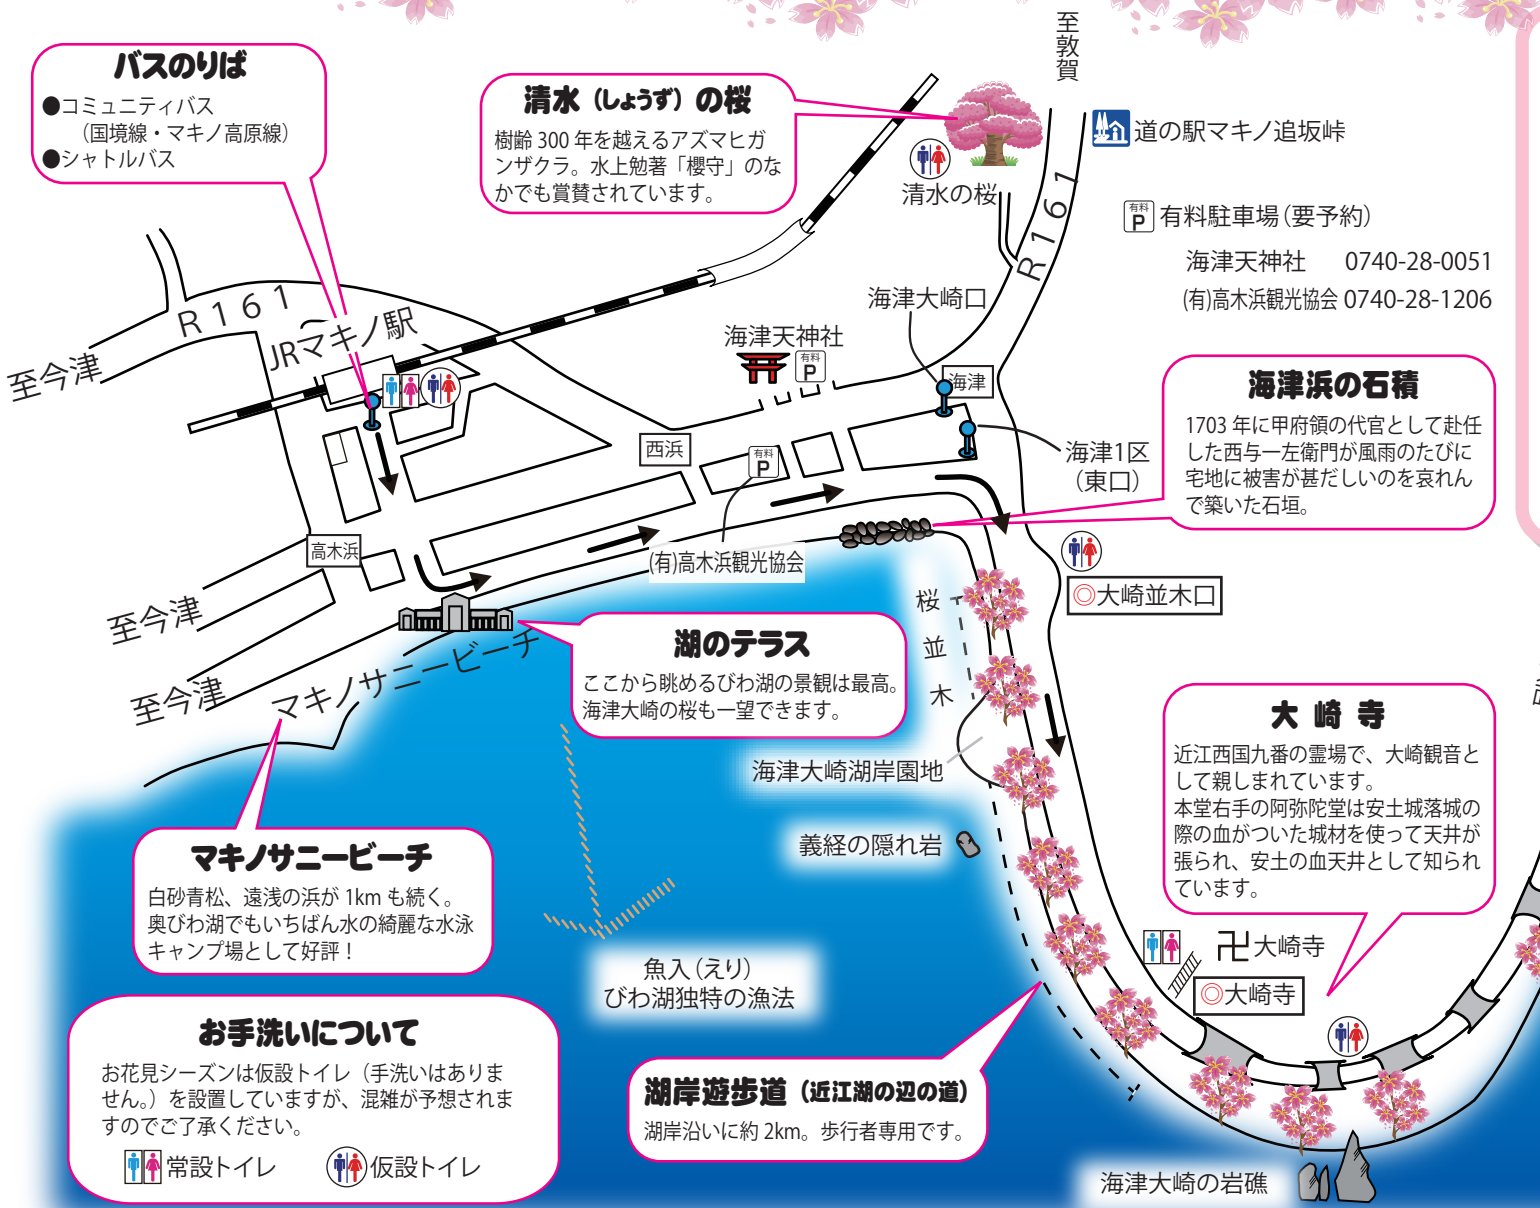 至敦賀
バスのりば
●コミュニティバス
（国境線・マキノ高原線）
●シャトルバス
清水（しょうず）の桜
樹齢 300 年を越えるアズマヒガ
ンザクラ。水上勉著「櫻守」のな
かでも賞賛されています。
清水の桜
道の駅マキノ追坂峠
有料
P
有料駐車場（要予約）
海津天神社 0740-28-0051
(有)高木浜観光協会 0740-28-1206
R161
R161
至今津
JRマキノ駅
海津大崎口
海津天神社
有料
P
海津
海津1区
（東口）
西浜
有料
P
海津浜の石積
1703 年に甲府領の代官として赴任
した西与一左衛門が風雨のたびに
宅地に被害が甚だしいのを哀れん
で築いた石垣。
高木浜
(有)高木浜観光協会
◎大崎並木口
至今津
至今津
マキノサニービーチ
湖のテラス
ここから眺めるびわ湖の景観は最高。
海津大崎の桜も一望できます。
桜並木
海津大崎湖岸園地
義経の隠れ岩
大崎寺
近江西国九番の霊場で、大崎観音と
して親しまれています。
本堂右手の阿弥陀堂は安土城落城の
際の血がついた城材を使って天井が
張られ、安土の血天井として知られ
ています。
マキノサニービーチ
白砂青松、遠浅の浜が 1km も続く。
奥びわ湖でもいちばん水の綺麗な水泳
キャンプ場として好評！
魚入（えり）
びわ湖独特の漁法
卍大崎寺
◎大崎寺
お手洗いについて
お花見シーズンは仮設トイレ（手洗いはありま
せん。）を設置していますが、混雑が予想されま
すのでご了承ください。
常設トイレ
仮設トイレ
湖岸遊歩道（近江湖の辺の道）
湖岸沿いに約 2km。歩行者専用です。
海津大崎の岩礁